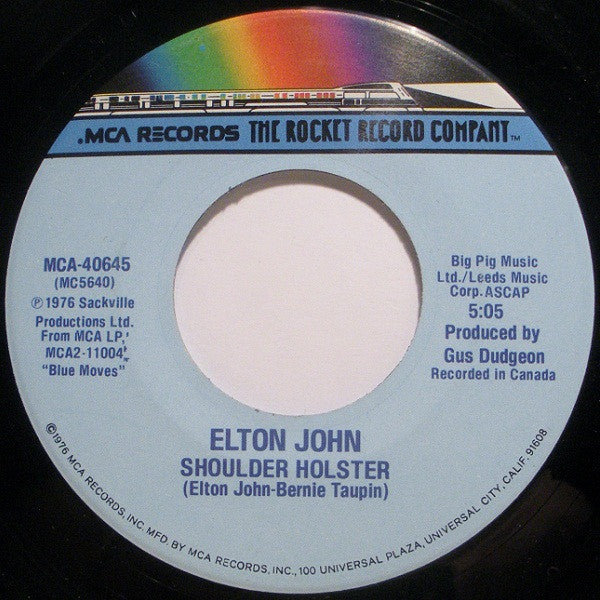 .MCA RECORDS THE ROCKET RECORD COMPANY™
MCA-40645
(MC5640)
℗ 1976 Sackville
Productions Ltd.
From MCA LP,
MCA2-11004,
"Blue Moves"
Big Pig Music
Ltd./Leeds Music
Corp. ASCAP
5:05
Produced by
Gus Dudgeon
Recorded in Canada
ELTON JOHN
SHOULDER HOLSTER
(Elton John-Bernie Taupin)
©1976 MCA RECORDS, INC. MFD. BY MCA RECORDS, INC., 100 UNIVERSAL PLAZA, UNIVERSAL CITY, CALIF. 91608